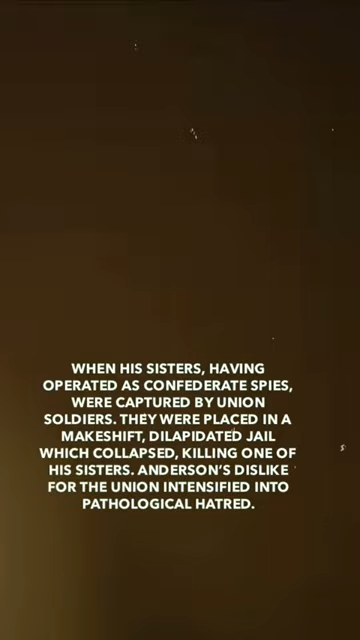 WHEN HIS SISTERS, HAVING
OPERATED AS CONFEDERATE SPIES,
WERE CAPTURED BY UNION
SOLDIERS. THEY WERE PLACED IN A
MAKESHIFT, DILAPIDATED JAIL
WHICH COLLAPSED, KILLING ONE OF
HIS SISTERS. ANDERSON'S DISLIKE
FOR THE UNION INTENSIFIED INTO
PATHOLOGICAL HATRED.